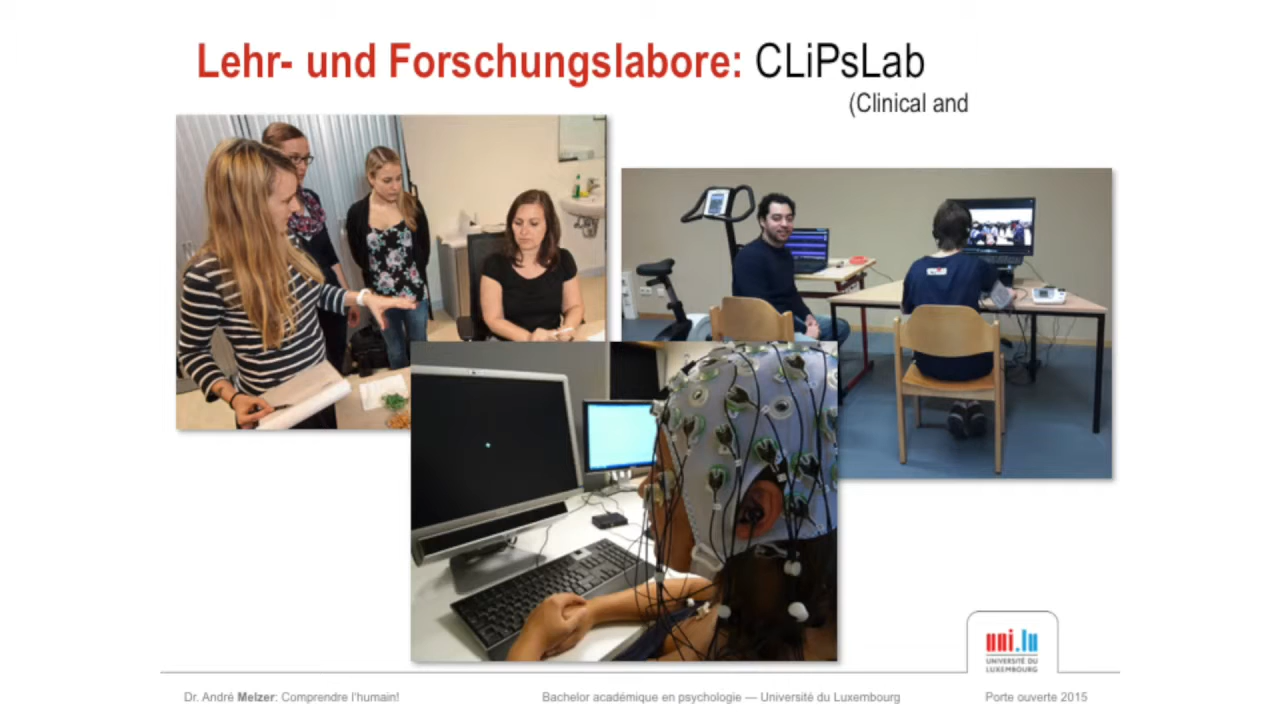 Lehr- und Forschungslabore: CLiPsLab
(Clinical and
uni.lu
UNIVERSITÉ DU
LUXEMBOURG
Dr. André Melzer: Comprendre l'humain!
Bachelor académique en psychologie — Université du Luxembourg
Porte ouverte 2015